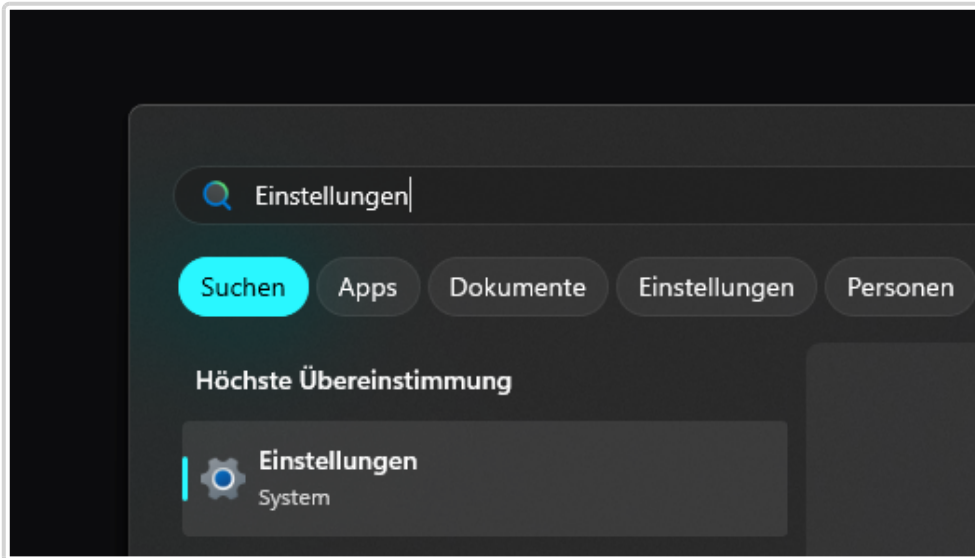 Einstellungen
Suchen Apps Dokumente Einstellungen Personen
Höchste Übereinstimmung
Einstellungen
System